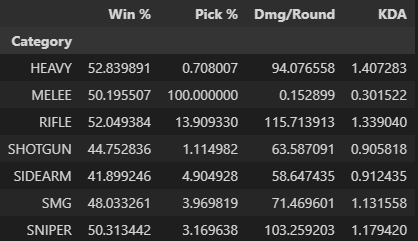 Win % Pick % Dmg/Round KDA
Category
HEAVY 52.839891 0.708007 94.076558 1.407283
MELEE 50.195507 100.000000 0.152899 0.301522
RIFLE 52.049384 13.909330 115.713913 1.339040
SHOTGUN 44.752836 1.114982 63.587091 0.905818
SIDEARM 41.899246 4.904928 58.647435 0.912435
SMG 48.033261 3.969819 71.469601 1.131558
SNIPER 50.313442 3.169638 103.259203 1.179420